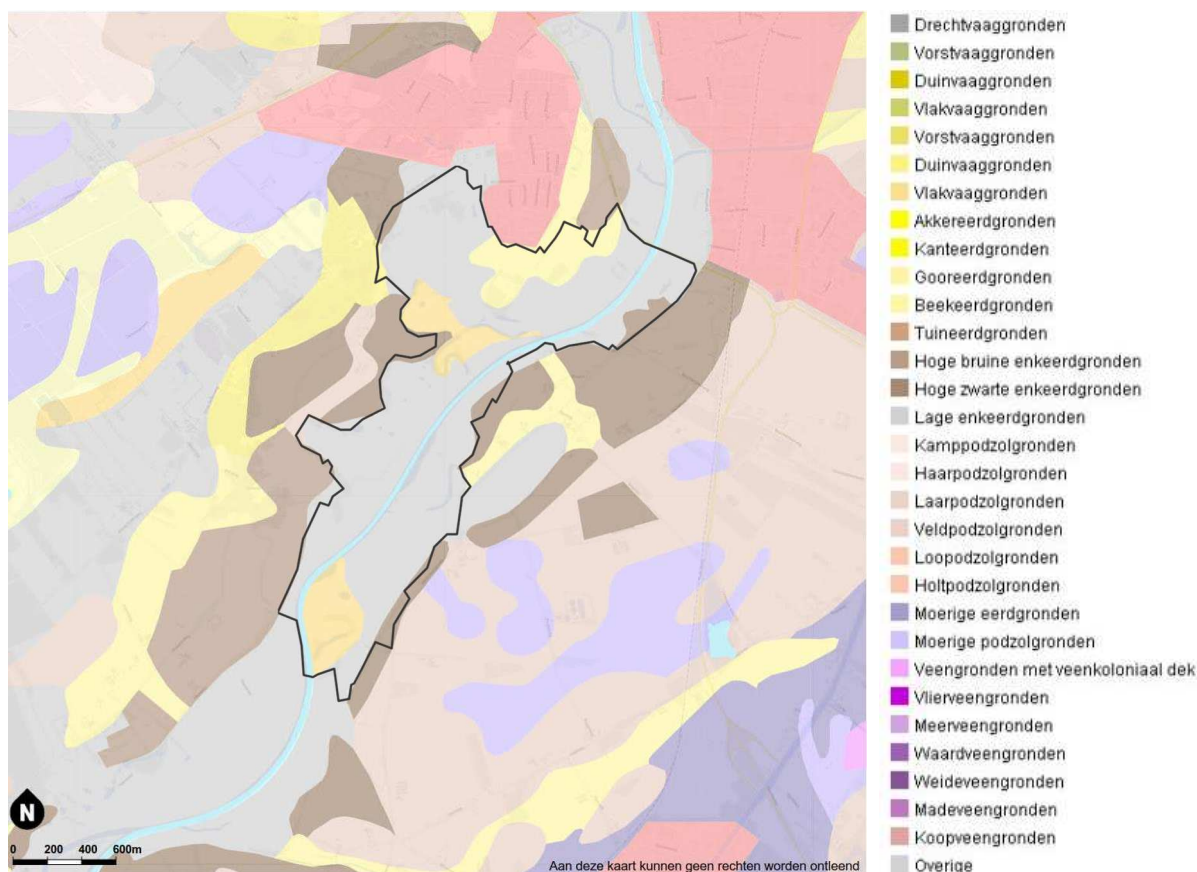 Drechtvaaggronden
Vorstvaaggronden
Duinvaaggronden
Vlakvaaggronden
Vorstvaaggronden
Duinvaaggronden
Vlakvaaggronden
Akkereerdgronden
Kanteerdgronden
Gooreerdgronden
Beekeerdgronden
Tuineerdgronden
Hoge bruine enkeerdgronden
Hoge zwarte enkeerdgronden
Lage enkeerdgronden
Kamppodzolgronden
Haarpodzolgronden
Laarpodzolgronden
Veldpodzolgronden
Loopodzolgronden
Holtpodzolgronden
Moerige eerdgronden
Moerige podzolgronden
Veengronden met veenkoloniaal dek
Vlierveengronden
Meerveengronden
Waardveengronden
Weideveengronden
Madeveengronden
Koopveengronden
Overige
N
0 200 400 600m
Aan deze kaart kunnen geen rechten worden ontleend